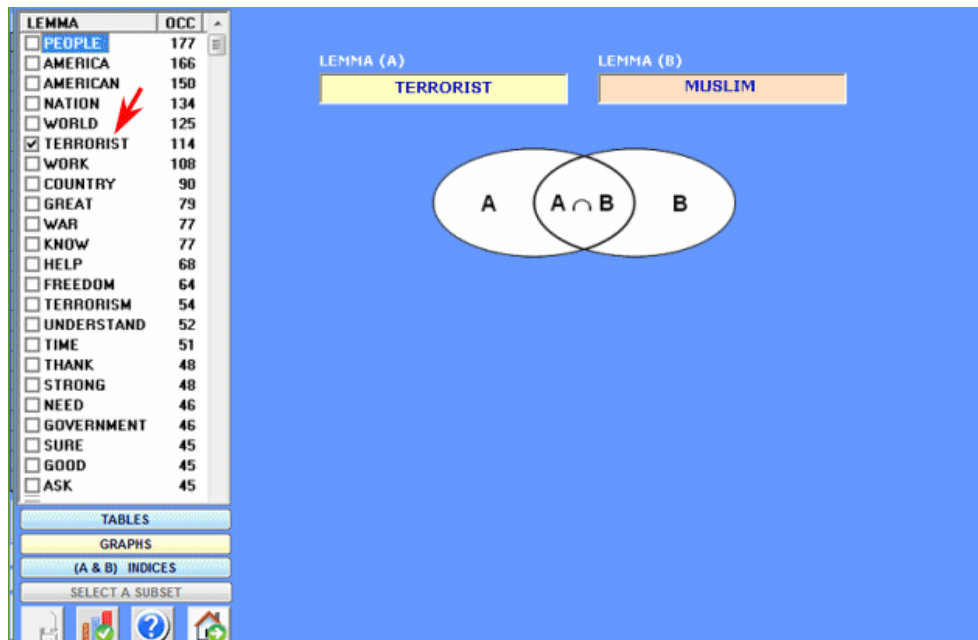 LEMMA OCC
PEOPLE 177
AMERICA 166
AMERICAN 150
NATION 134
WORLD 125
TERRORIST 114
WORK 108
COUNTRY 90
GREAT 79
WAR 77
KNOW 77
HELP 68
FREEDOM 64
TERRORISM 54
UNDERSTAND 52
TIME 51
THANK 48
STRONG 48
NEED 46
GOVERNMENT 46
SURE 45
GOOD 45
ASK 45
TABLES
GRAPHS
(A & B) INDICES
SELECT A SUBSET
?
LEMMA (A) LEMMA (B)
TERRORIST MUSLIM
A A ∩ B B